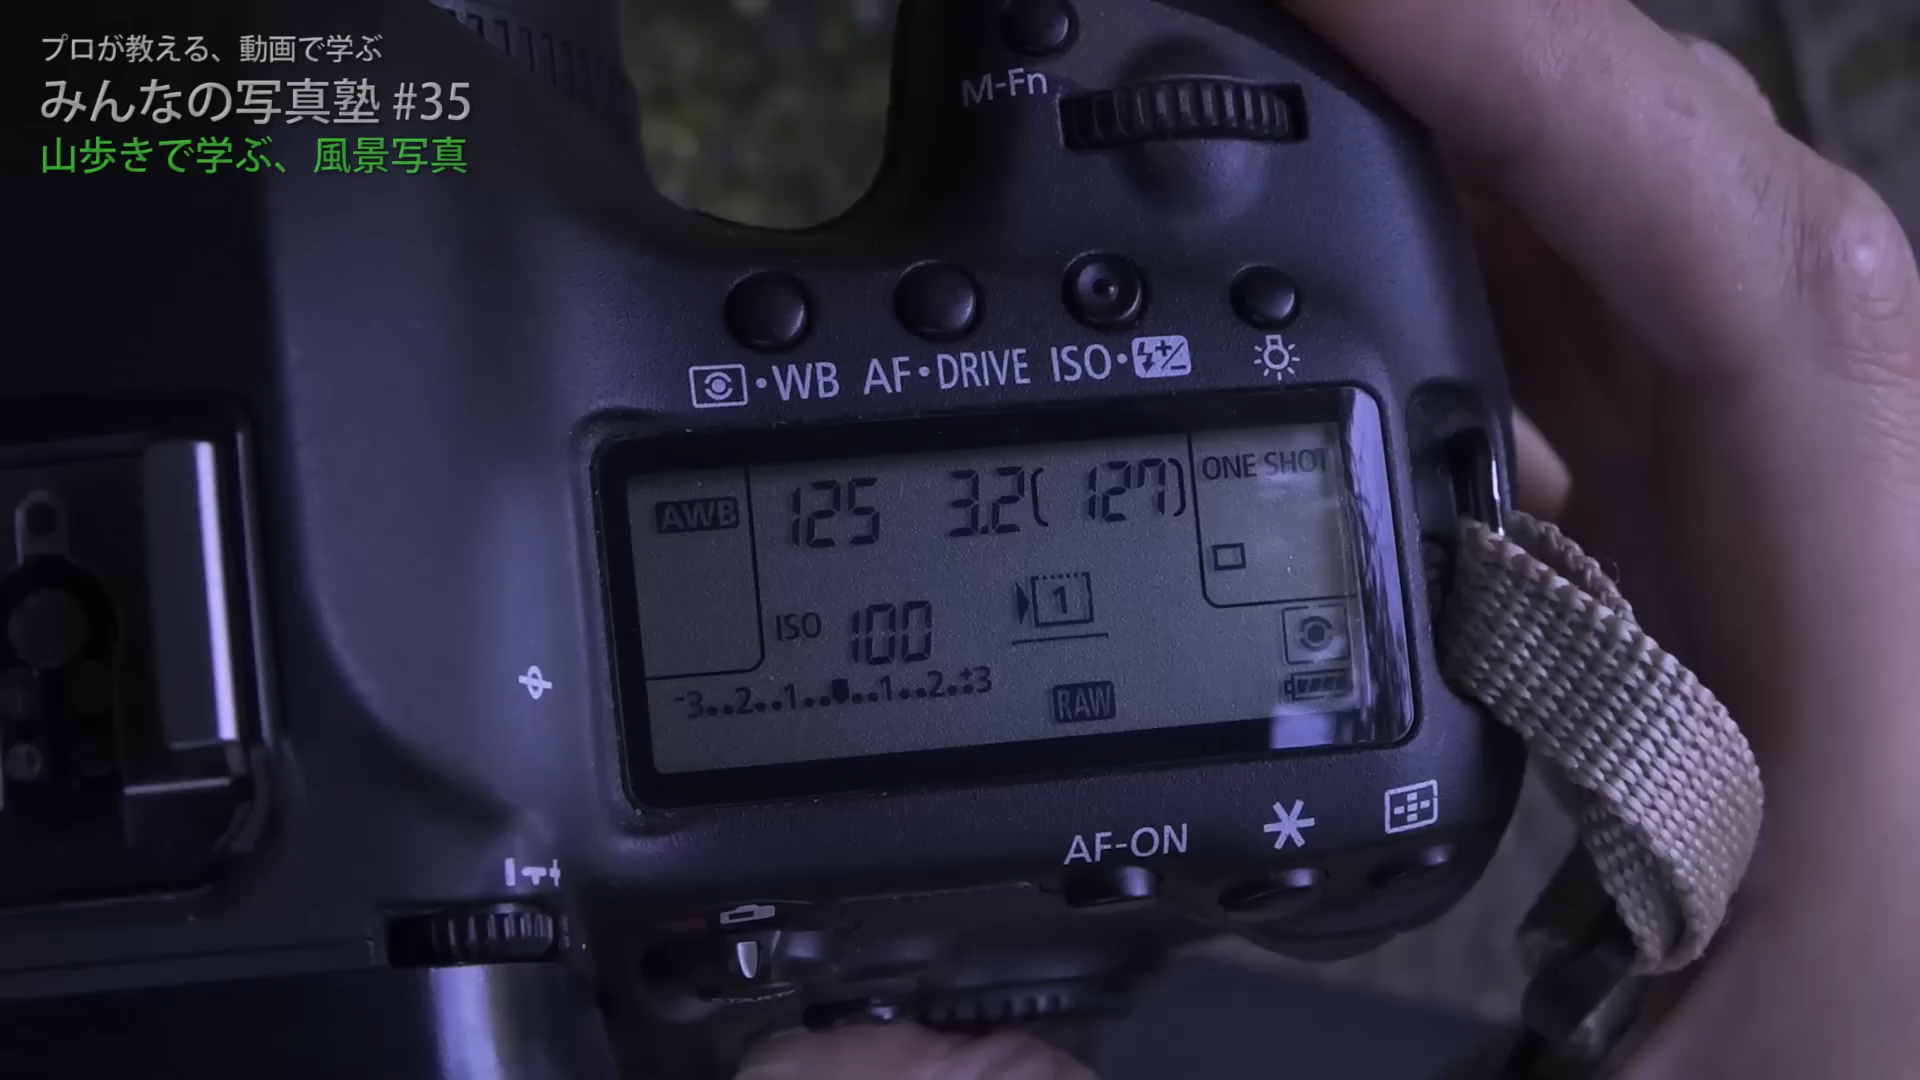 プロが教える、動画で学ぶ
みんなの写真塾 #35
山歩きで学ぶ、風景写真
M-Fn
WB AF・DRIVE ISO・
AWB 125 3.2( 127) ONE SHOT
ISO 100 1
-3..2..1..■..1..2..+3 RAW
AF-ON